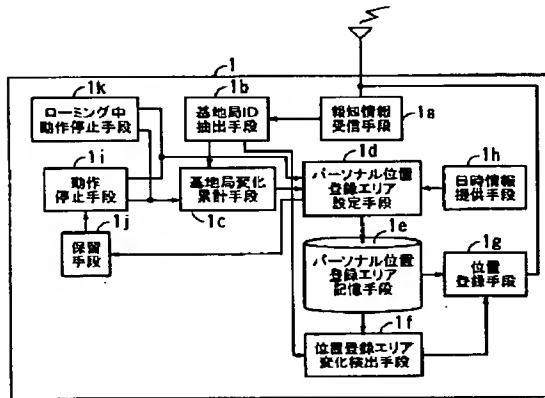 1
1k
ローミング中
動作停止手段
1b
基地局ID
抽出手段
報知情報
受信手段
1a
1i
動作
停止手段
基地局変化
累計手段
1c
1d
パーソナル位置
登録エリア
設定手段
1h
日時情報
提供手段
1j
保留
手段
1e
パーソナル位置
登録エリア
記憶手段
1g
位置
登録手段
1f
位置登録エリア
変化検出手段